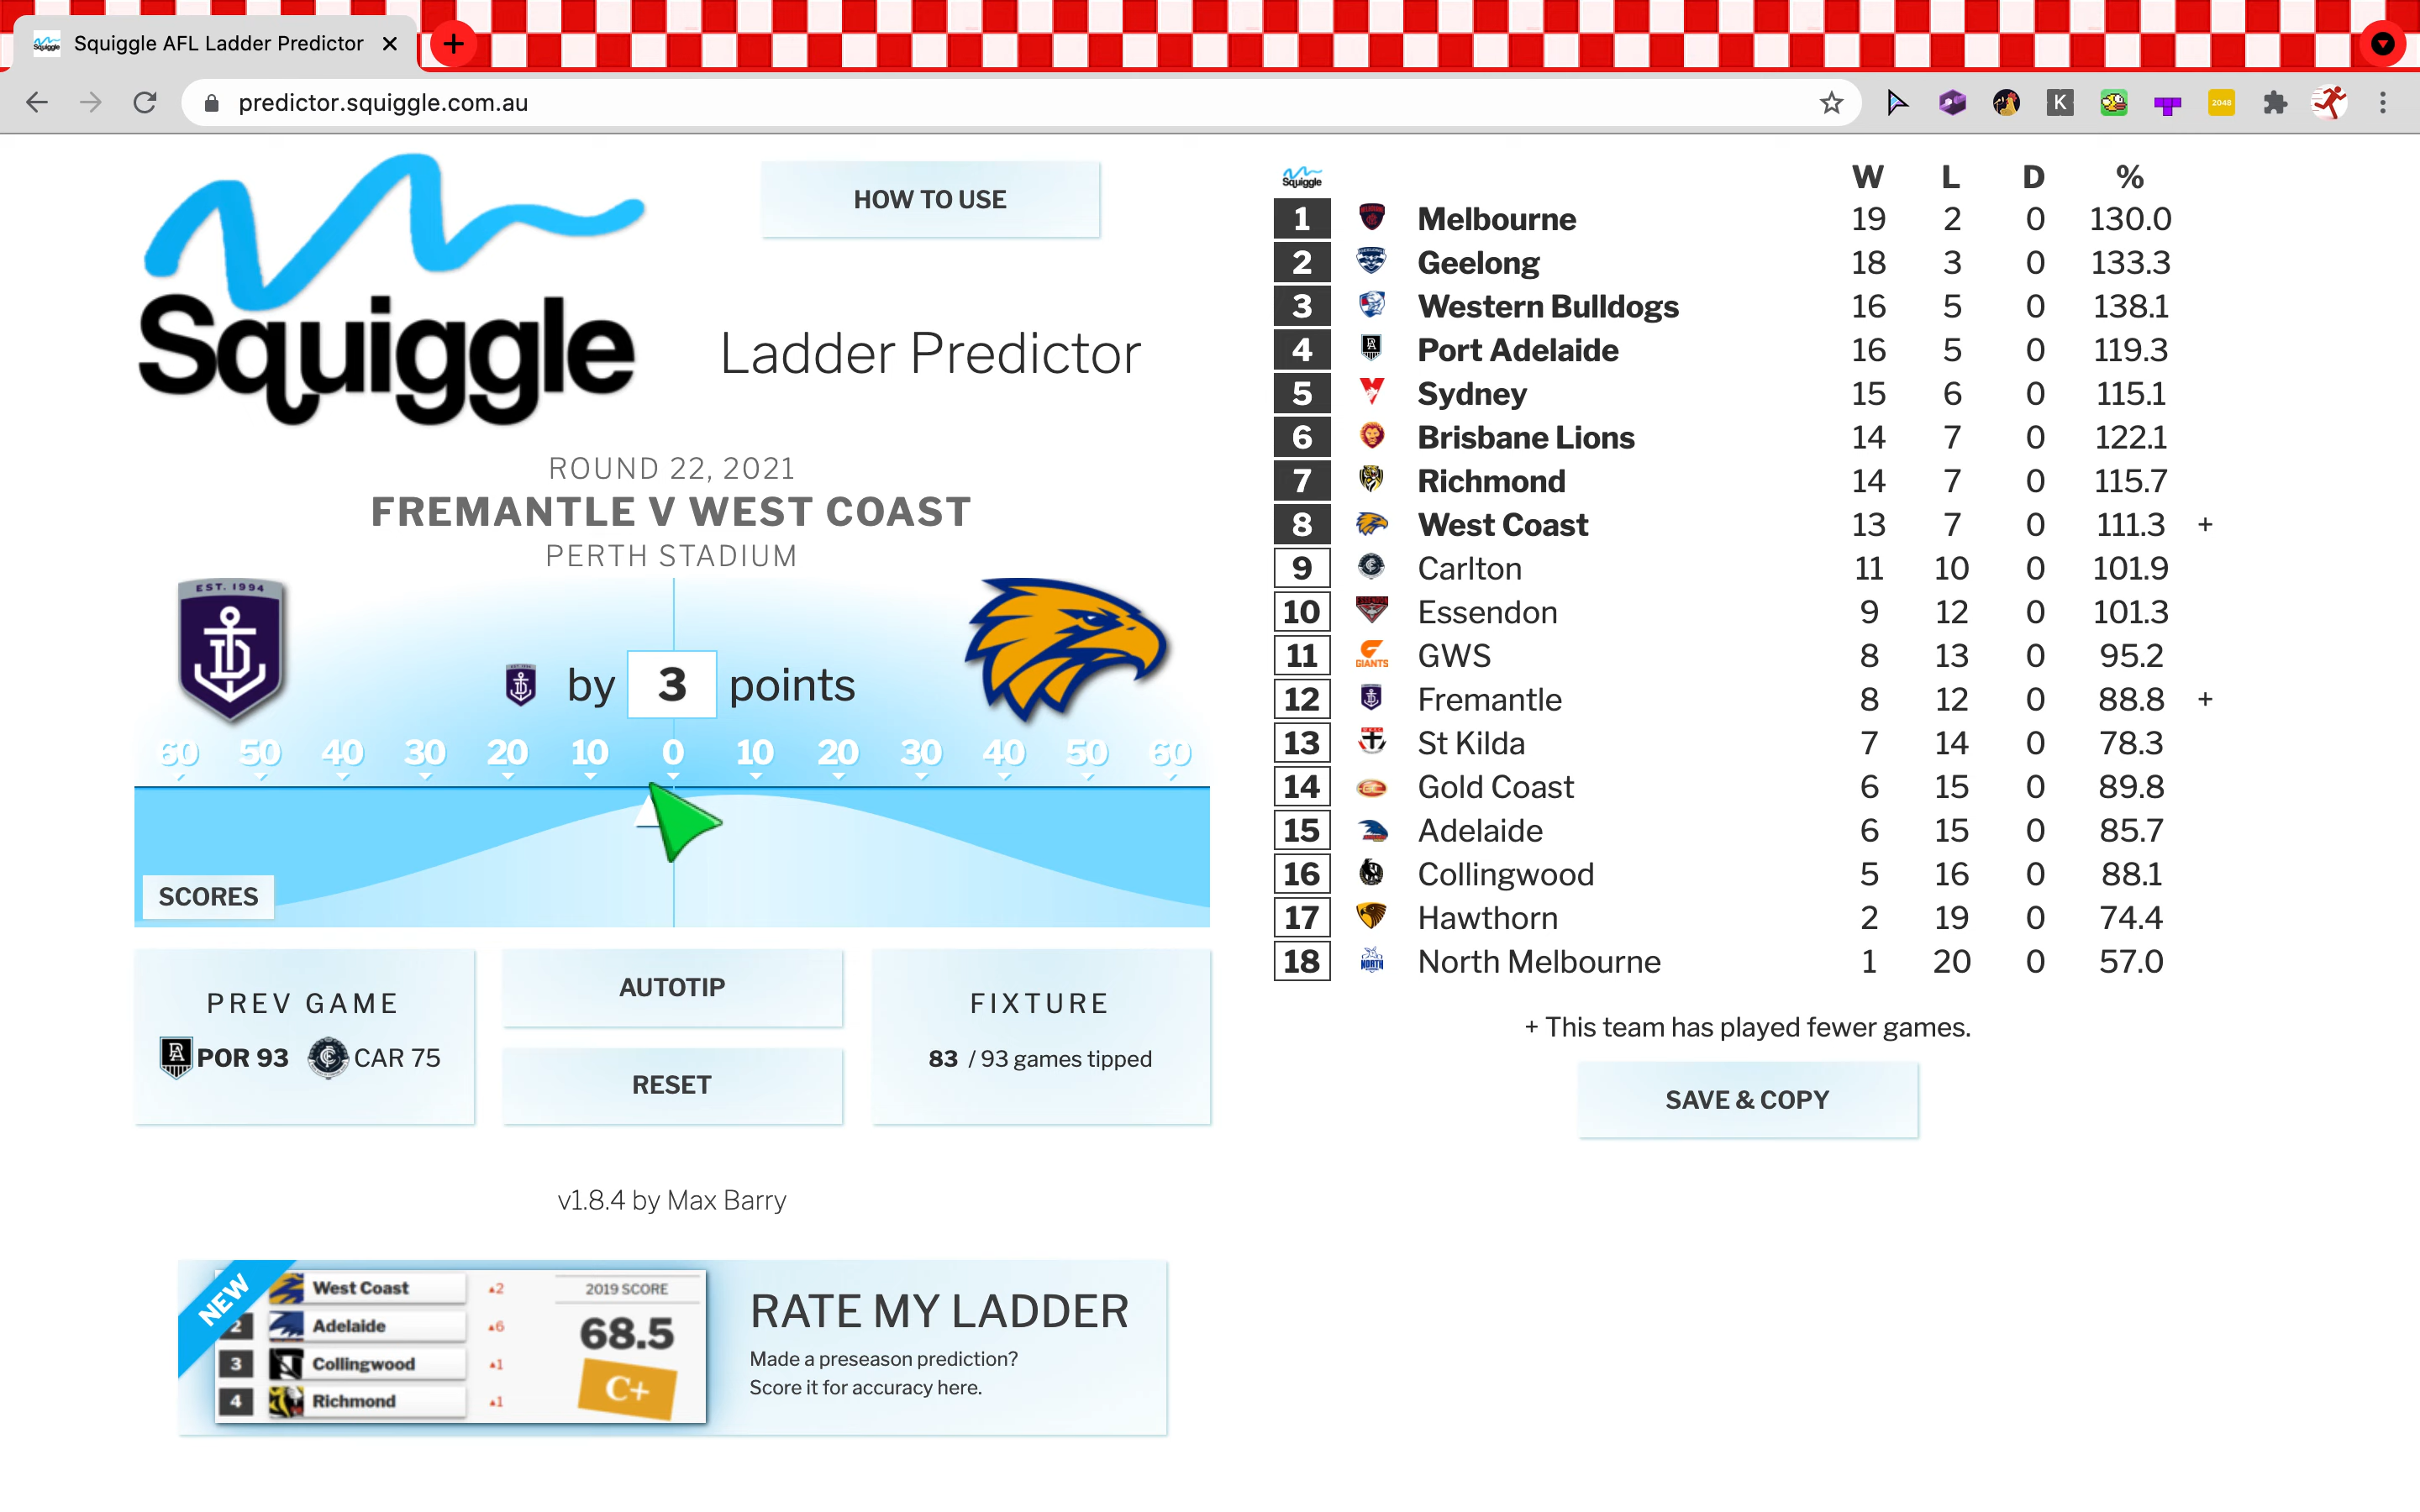 Squiggle AFL Ladder Predictor
predictor.squiggle.com.au
K
2048
Squiggle
HOW TO USE
Ladder Predictor
ROUND 22, 2021
FREMANTLE V WEST COAST
PERTH STADIUM
EST. 1994
by 3 points
60 50 40 30 20 10 0 10 20 30 40 50 60
SCORES
PREV GAME
POR 93 CAR 75
AUTOTIP
RESET
FIXTURE
83 / 93 games tipped
v1.8.4 by Max Barry
NEW
West Coast ▲2
2 Adelaide ▲6
3 Collingwood ▲1
4 Richmond ▲1
2019 SCORE
68.5
C+
RATE MY LADDER
Made a preseason prediction?
Score it for accuracy here.
Squiggle W L D %
1 Melbourne 19 2 0 130.0
2 Geelong 18 3 0 133.3
3 Western Bulldogs 16 5 0 138.1
4 Port Adelaide 16 5 0 119.3
5 Sydney 15 6 0 115.1
6 Brisbane Lions 14 7 0 122.1
7 Richmond 14 7 0 115.7
8 West Coast 13 7 0 111.3 +
9 Carlton 11 10 0 101.9
10 Essendon 9 12 0 101.3
11 GIANTS GWS 8 13 0 95.2
12 Fremantle 8 12 0 88.8 +
13 St Kilda 7 14 0 78.3
14 Gold Coast 6 15 0 89.8
15 Adelaide 6 15 0 85.7
16 Collingwood 5 16 0 88.1
17 Hawthorn 2 19 0 74.4
18 NORTH North Melbourne 1 20 0 57.0
+ This team has played fewer games.
SAVE & COPY